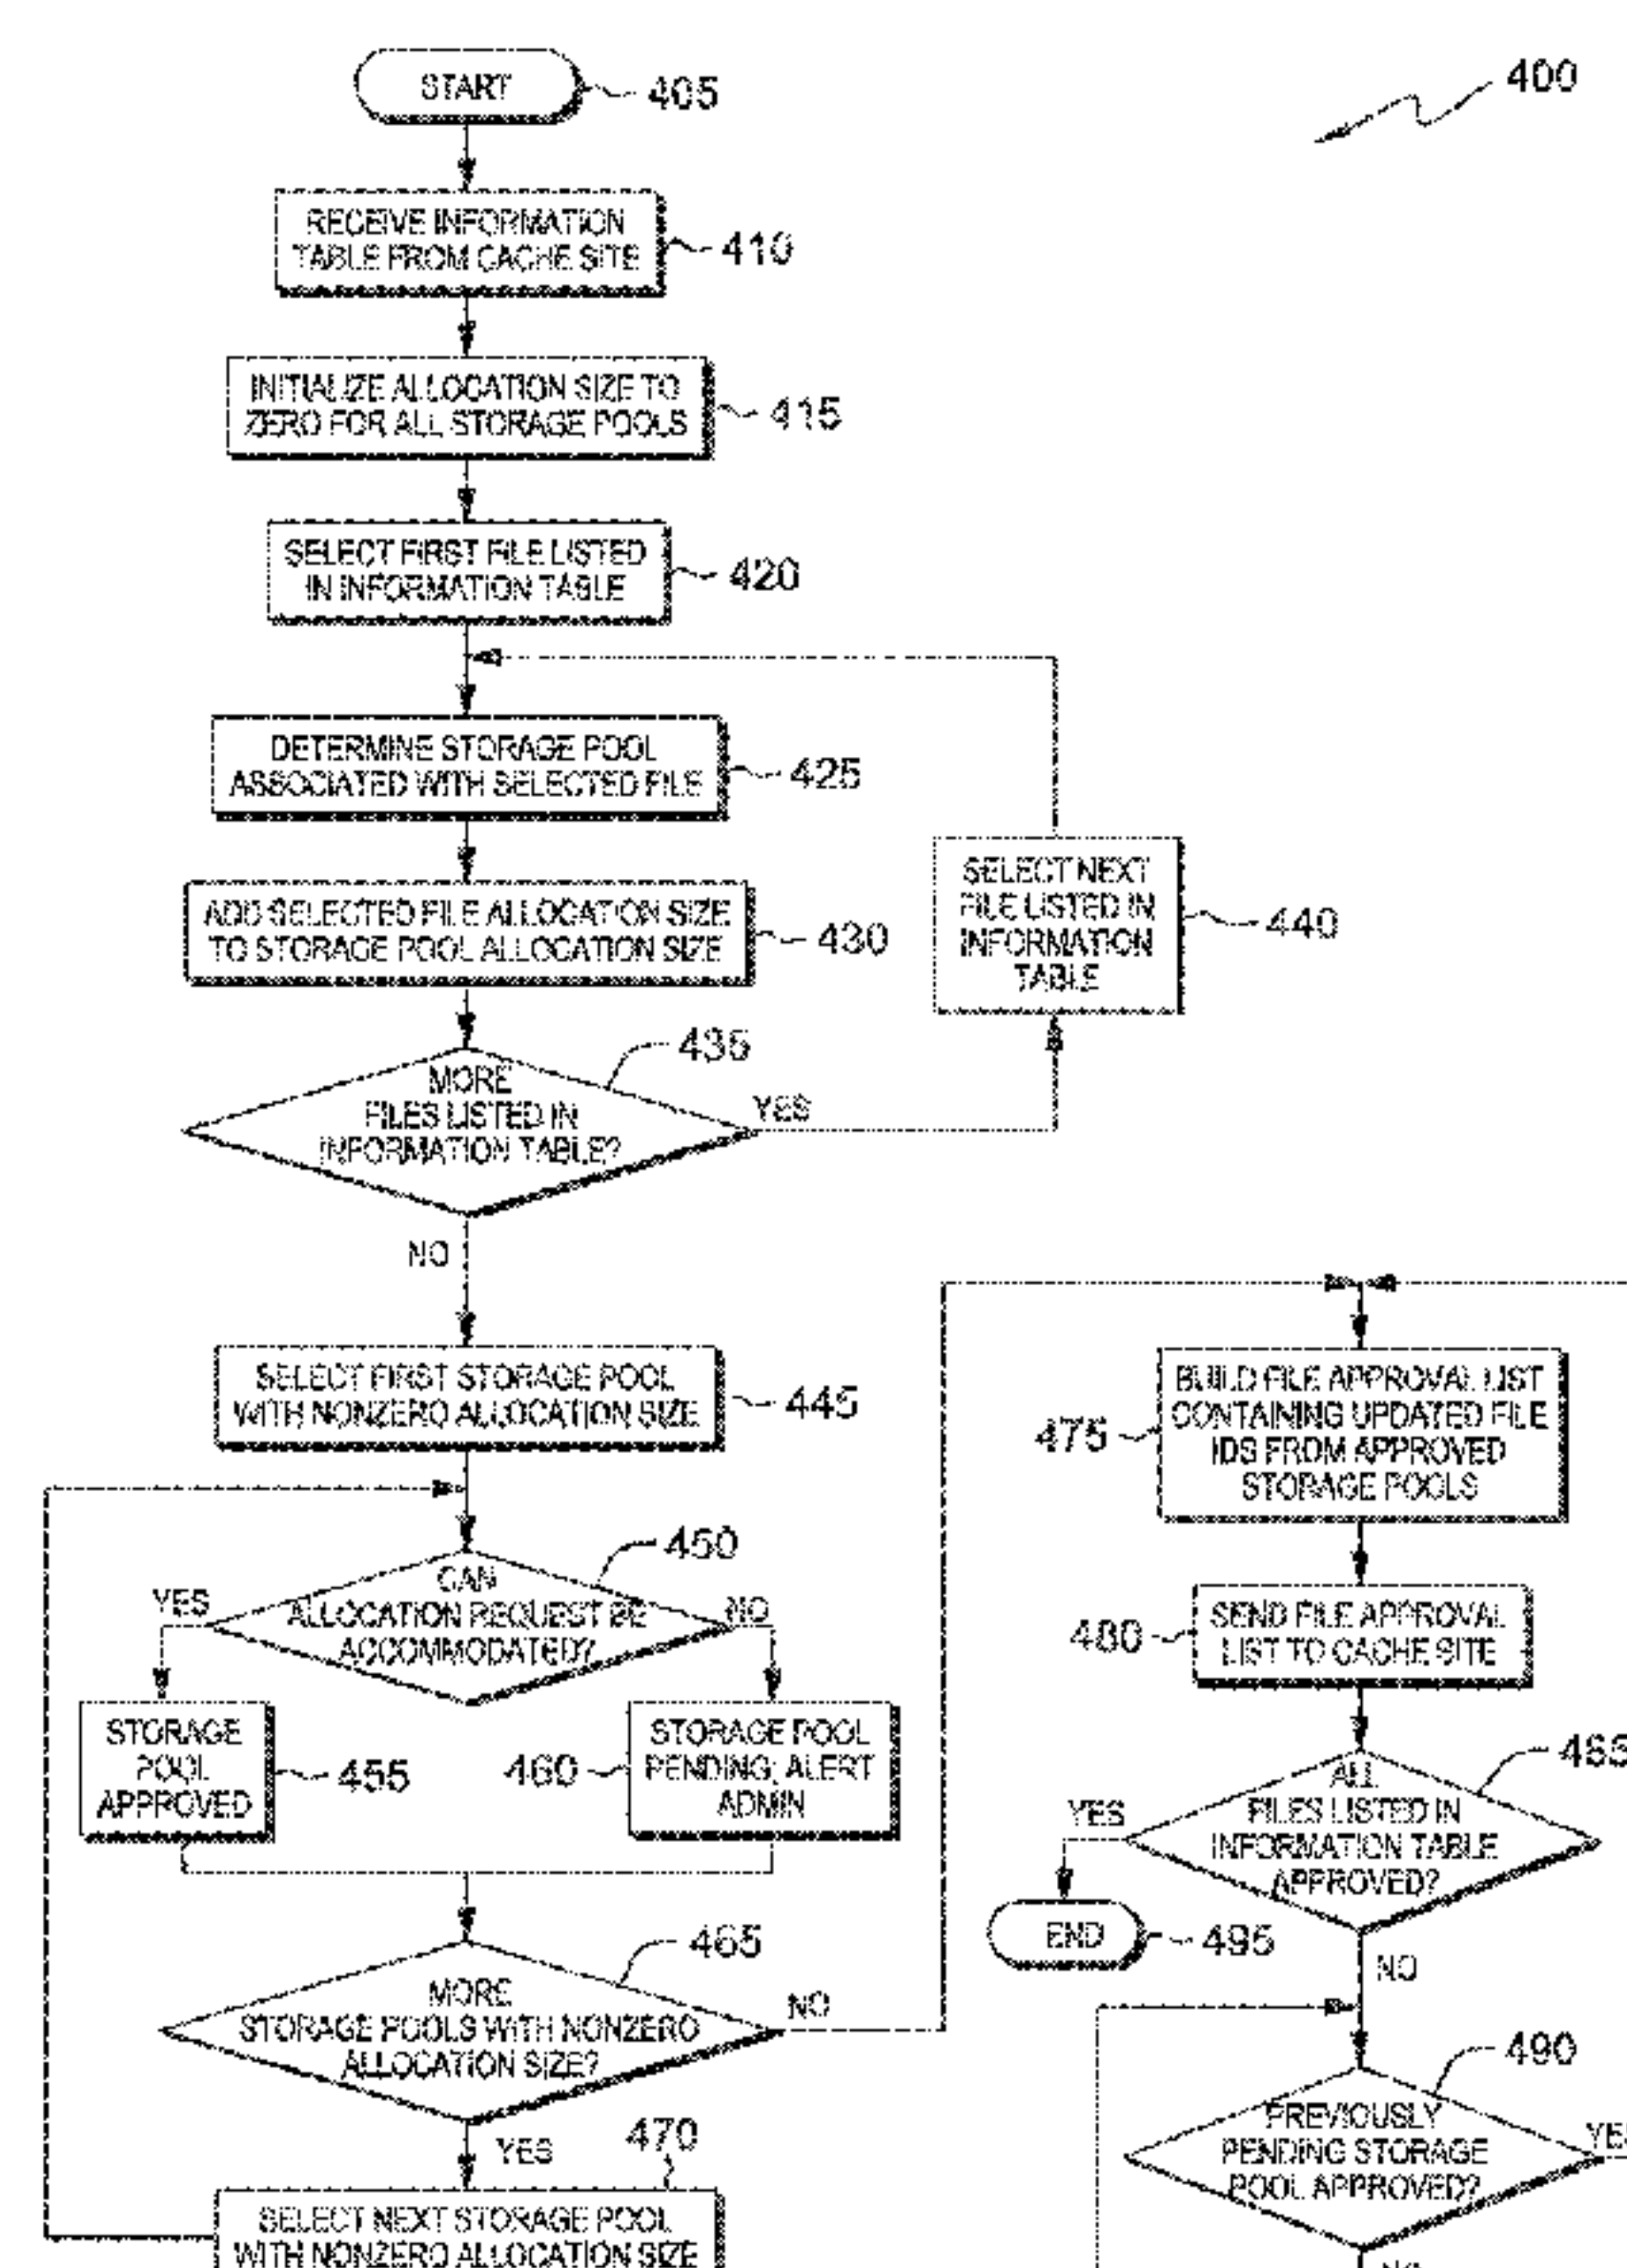 START
405
400
RECEIVE INFORMATION
TABLE FROM CACHE SITE
410
INITIALIZE ALLOCATION SIZE TO
ZERO FOR ALL STORAGE POOLS
415
SELECT FIRST FILE LISTED
IN INFORMATION TABLE
420
DETERMINE STORAGE POOL
ASSOCIATED WITH SELECTED FILE
425
ADD SELECTED FILE ALLOCATION SIZE
TO STORAGE POOL ALLOCATION SIZE
430
SELECT NEXT
FILE LISTED IN
INFORMATION
TABLE
440
435
MORE
FILES LISTED IN
INFORMATION TABLE?
YES
NO
SELECT FIRST STORAGE POOL
WITH NONZERO ALLOCATION SIZE
445
450
CAN
ALLOCATION REQUEST BE
ACCOMMODATED?
YES
NO
STORAGE
POOL
APPROVED
455
460
STORAGE POOL
PENDING; ALERT
ADMIN
465
MORE
STORAGE POOLS WITH NONZERO
ALLOCATION SIZE?
NO
YES
470
SELECT NEXT STORAGE POOL
WITH NONZERO ALLOCATION SIZE
475
BUILD FILE APPROVAL LIST
CONTAINING UPDATED FILE
IDS FROM APPROVED
STORAGE POOLS
480
SEND FILE APPROVAL
LIST TO CACHE SITE
485
ALL
FILES LISTED IN
INFORMATION TABLE
APPROVED?
YES
END
495
NO
490
PREVIOUSLY
PENDING STORAGE
POOL APPROVED?
YES
NO